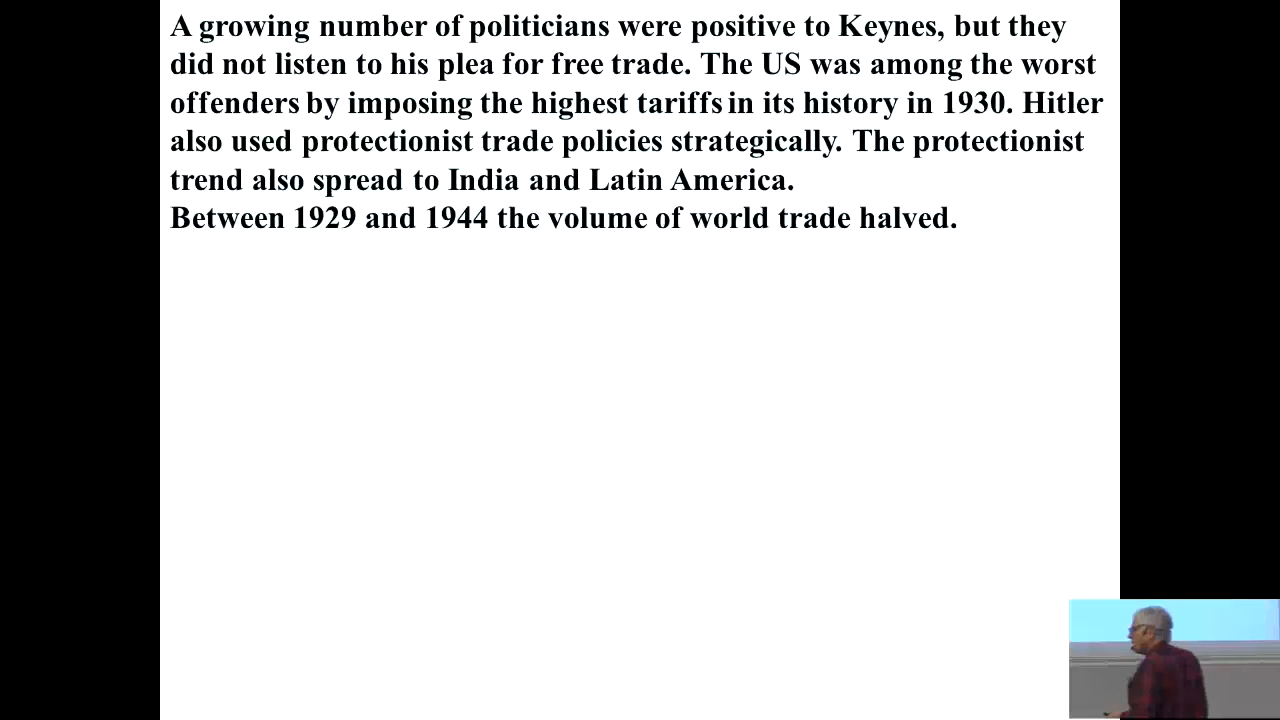 A growing number of politicians were positive to Keynes, but they
did not listen to his plea for free trade. The US was among the worst
offenders by imposing the highest tariffs in its history in 1930. Hitler
also used protectionist trade policies strategically. The protectionist
trend also spread to India and Latin America.
Between 1929 and 1944 the volume of world trade halved.